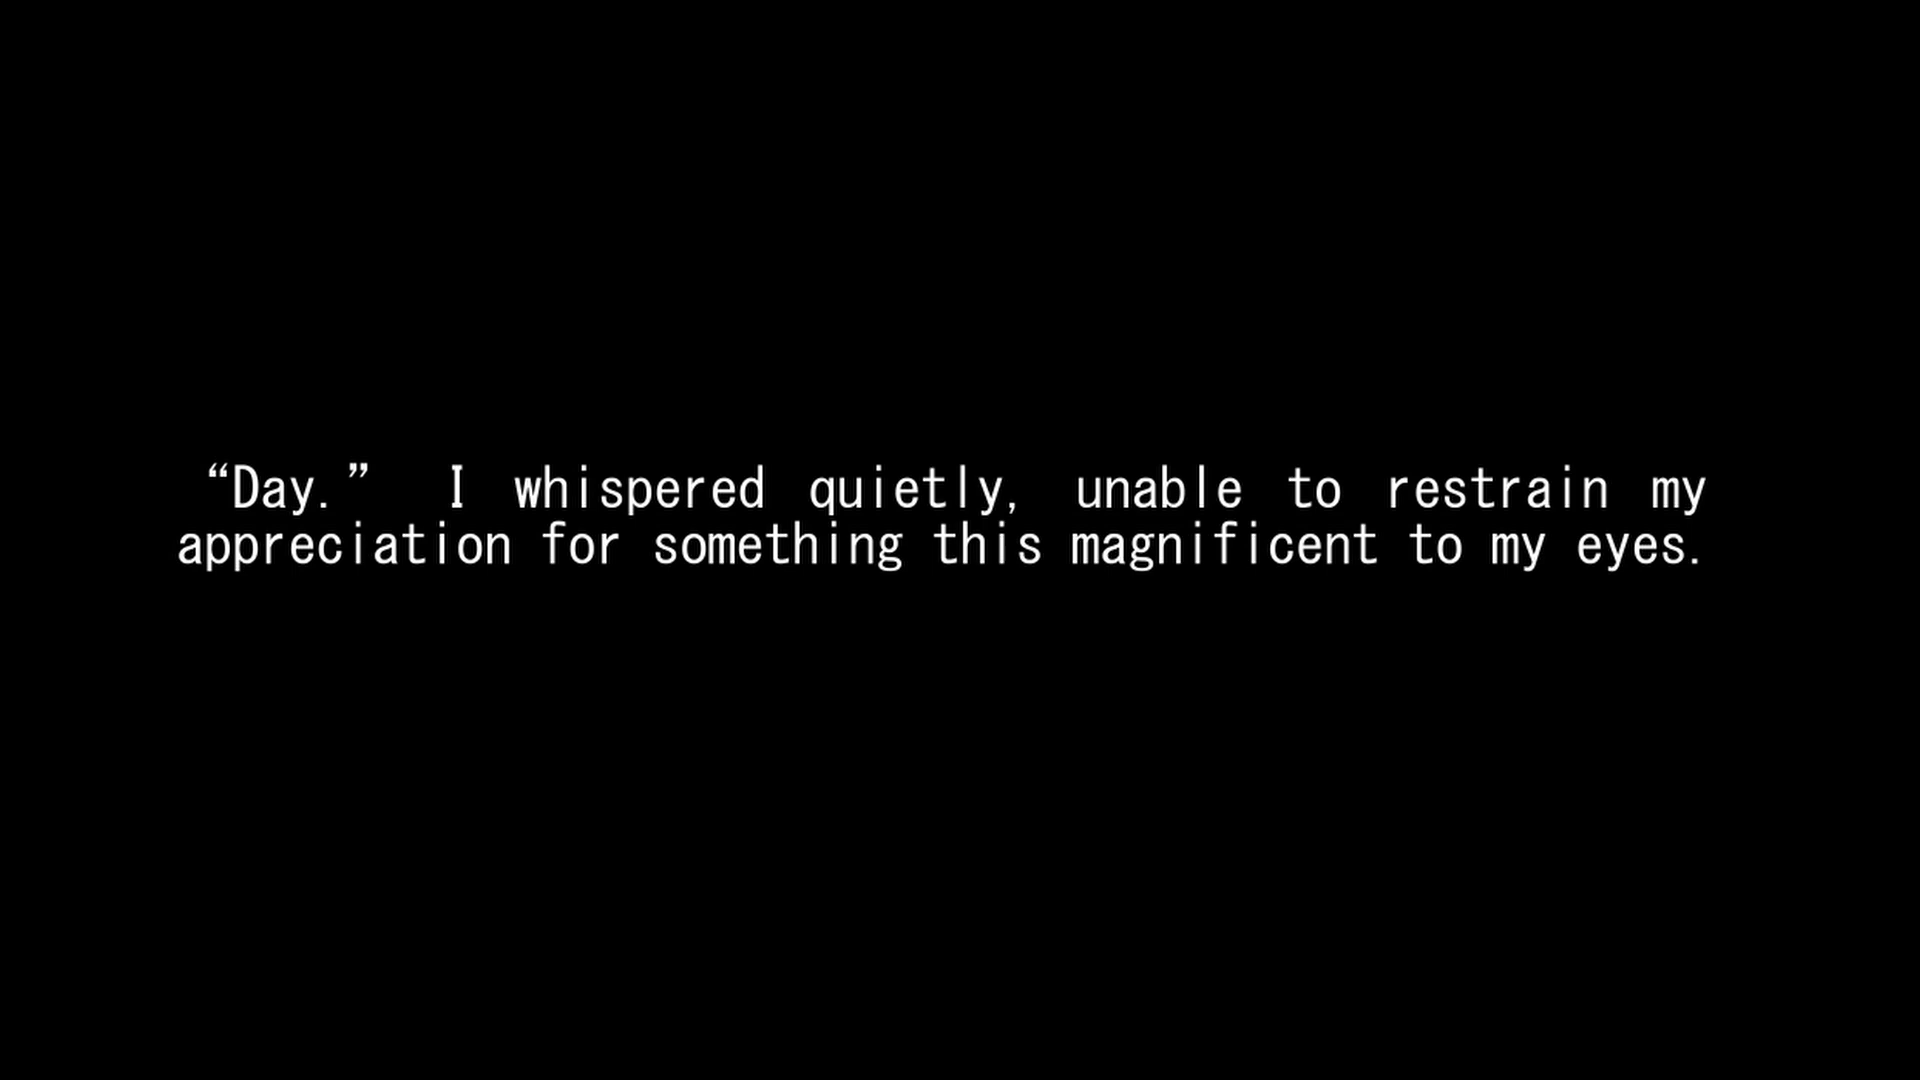 “Day.” I whispered quietly, unable to restrain my
appreciation for something this magnificent to my eyes.